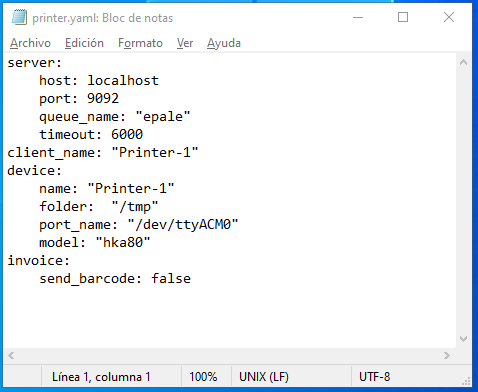 printer.yaml: Bloc de notas
Archivo Edición Formato Ver Ayuda
server:
    host: localhost
    port: 9092
    queue_name: "epale"
    timeout: 6000
client_name: "Printer-1"
device:
    name: "Printer-1"
    folder:  "/tmp"
    port_name: "/dev/ttyACM0"
    model: "hka80"
invoice:
    send_barcode: false
Línea 1, columna 1 100% UNIX (LF) UTF-8